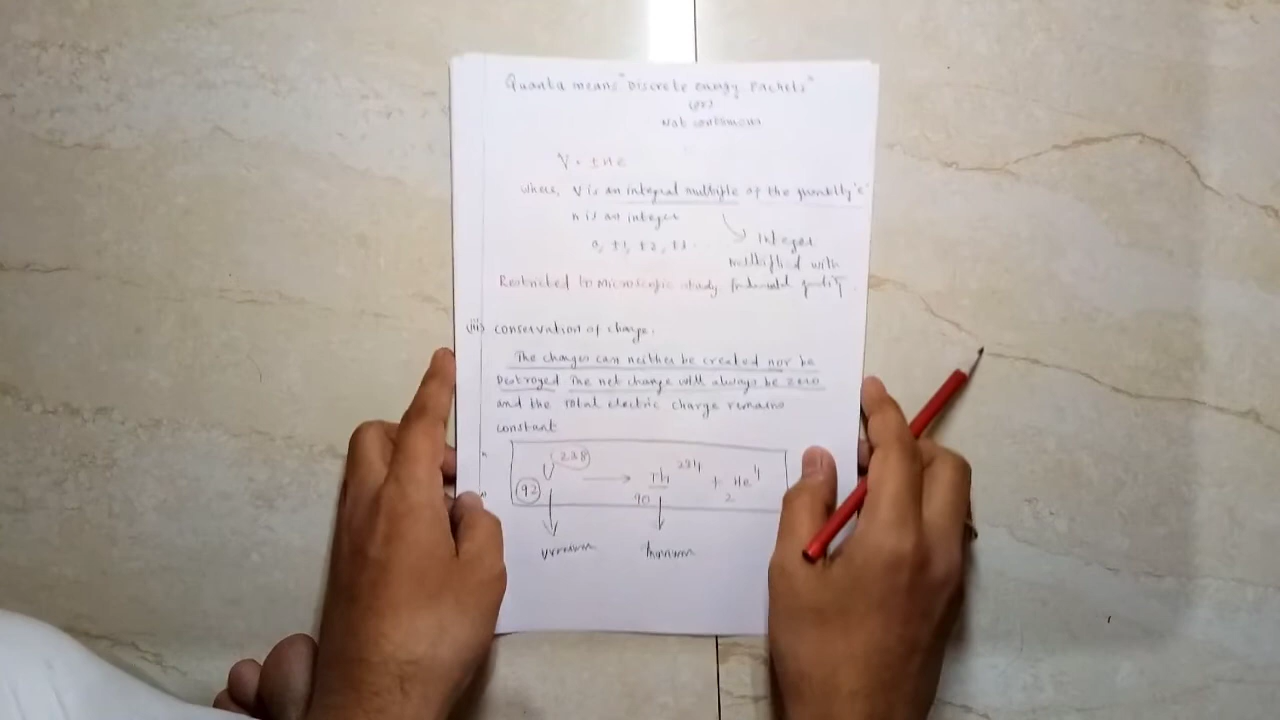 Quanta means "Discrete energy Packets"
(or)
Not continuous
where, V is an integral multiple of the quantity 'e'
n is an integer
0, ±1, ±2, ±3 ...
Integer
multiplied with
Restricted to Microscopic study
(iii) conservation of charge.
The charges can neither be created nor be
Destroyed The net charge will always be zero
and the total electric charge remains
constant
92 U 238 → 90 Th 234 + 2 He 4